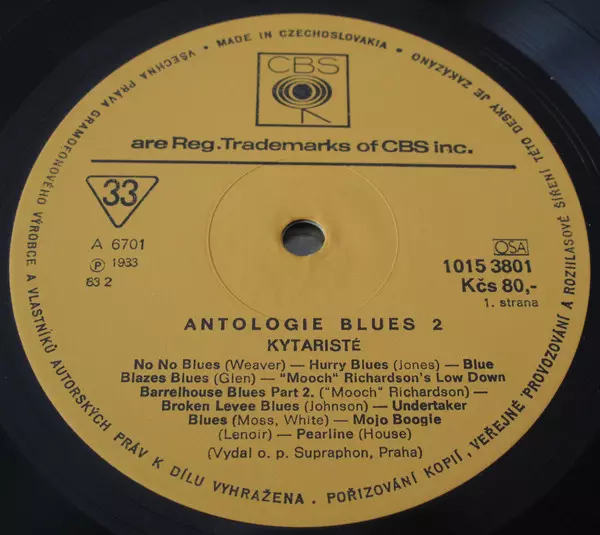 VŠECHNA PRÁVA GRAMOFONOVÉHO VÝROBCE A VLASTNÍKŮ AUTORSKÝCH PRÁV K DÍLU VYHRAŽENA . POŘIZOVÁNÍ KOPIÍ, VEŘEJNÉ PROVOZOVÁNÍ A ROZHLASOVÉ ŠÍŘENÍ TÉTO DESKY JE ZAKÁZÁNO
• MADE IN CZECHOSLOVAKIA •
CBS
are Reg.Trademarks of CBS inc.
33
A 6701
Ⓟ 1933
83 2
OSA
1015 3801
Kčs 80,-
1. strana
ANTOLOGIE BLUES 2
KYTARISTÉ
No No Blues (Weaver) — Hurry Blues (Jones) — Blue
Blazes Blues (Glen) — "Mooch" Richardson's Low Down
Barrelhouse Blues Part 2. ("Mooch" Richardson) —
Broken Levee Blues (Johnson) — Undertaker
Blues (Moss, White) — Mojo Boogie
(Lenoir) — Pearline (House)
(Vydal o. p. Supraphon, Praha)